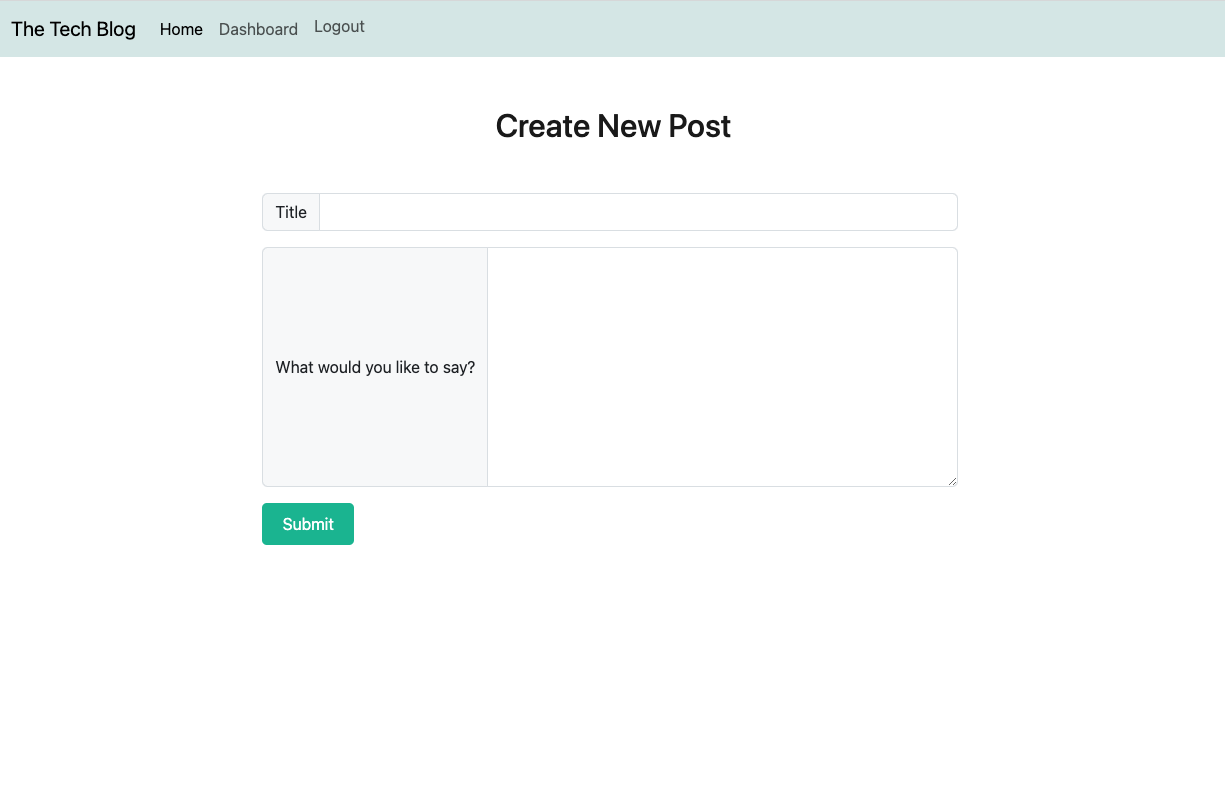 The Tech Blog Home Dashboard Logout
Create New Post
Title
What would you like to say?
Submit